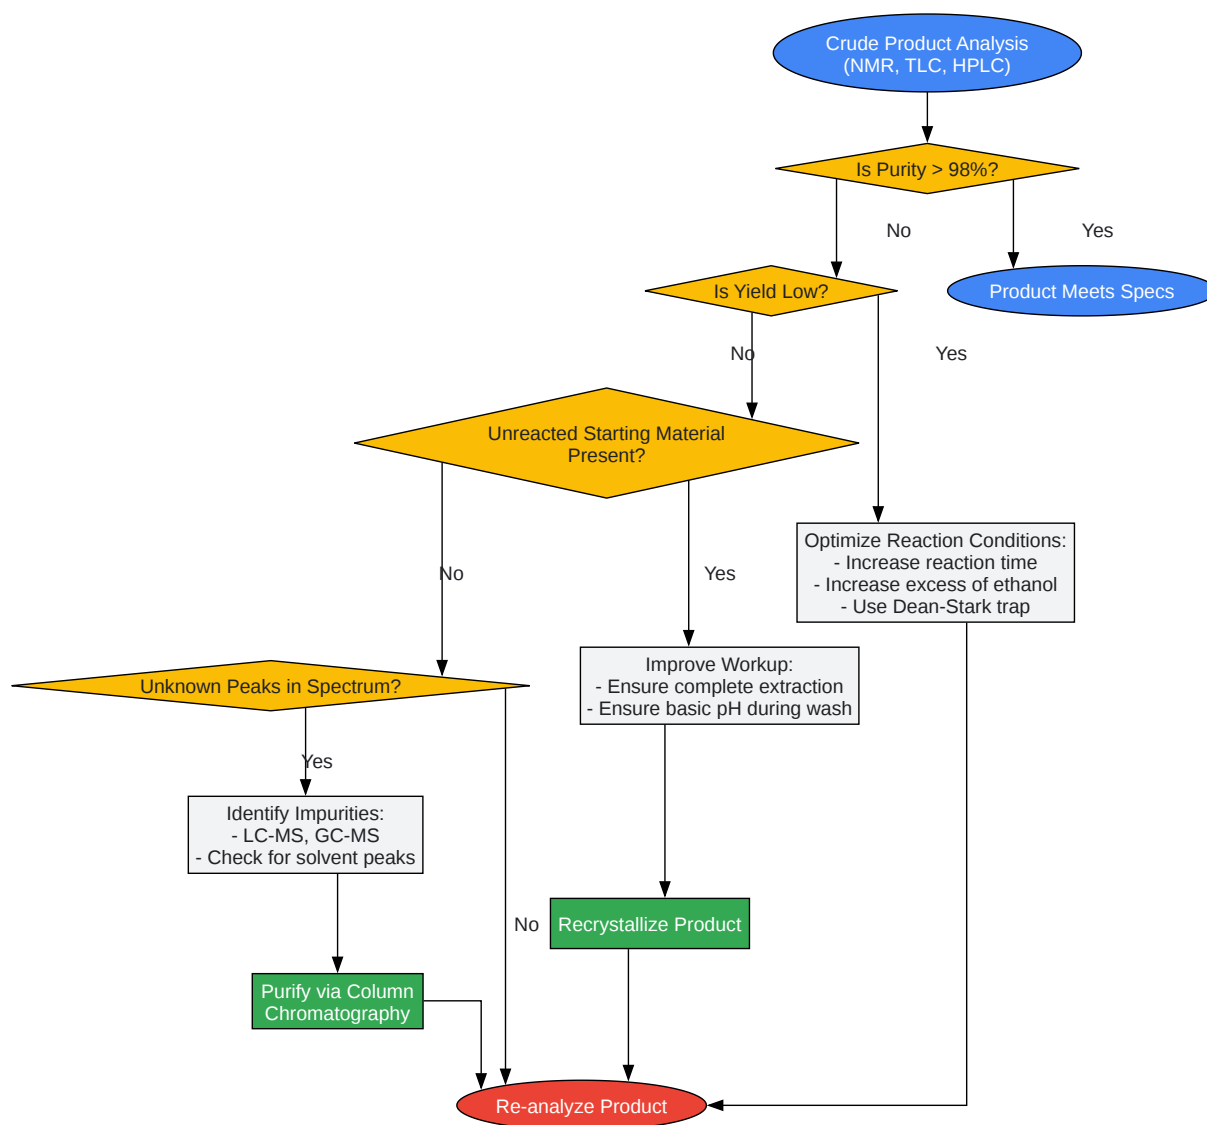 Crude Product Analysis
(NMR, TLC, HPLC)
Is Purity > 98%?
No
Yes
Is Yield Low?
Product Meets Specs
No
Yes
Unreacted Starting Material
Present?
Optimize Reaction Conditions:
- Increase reaction time
- Increase excess of ethanol
- Use Dean-Stark trap
No
Yes
Improve Workup:
- Ensure complete extraction
- Ensure basic pH during wash
Unknown Peaks in Spectrum?
Yes
Identify Impurities:
- LC-MS, GC-MS
- Check for solvent peaks
No
Recrystallize Product
Purify via Column
Chromatography
Re-analyze Product